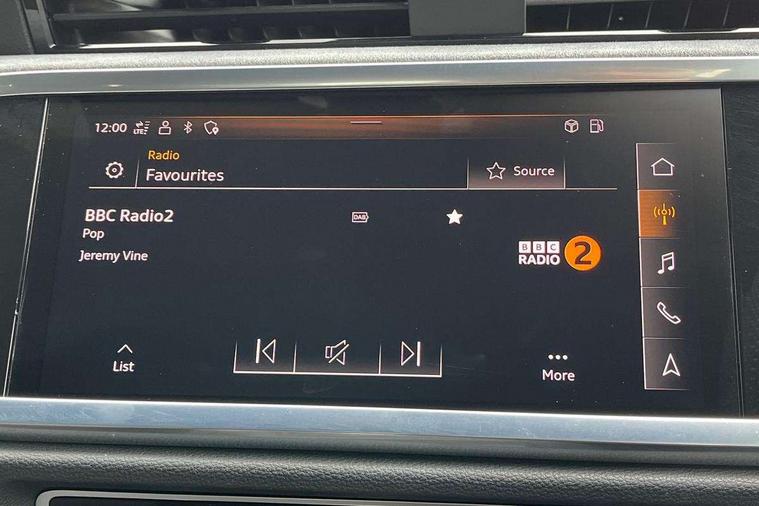 12:00 LTE
Radio
Favourites
Source
BBC Radio2
DAB
Pop
Jeremy Vine
BBC
RADIO 2
List
More